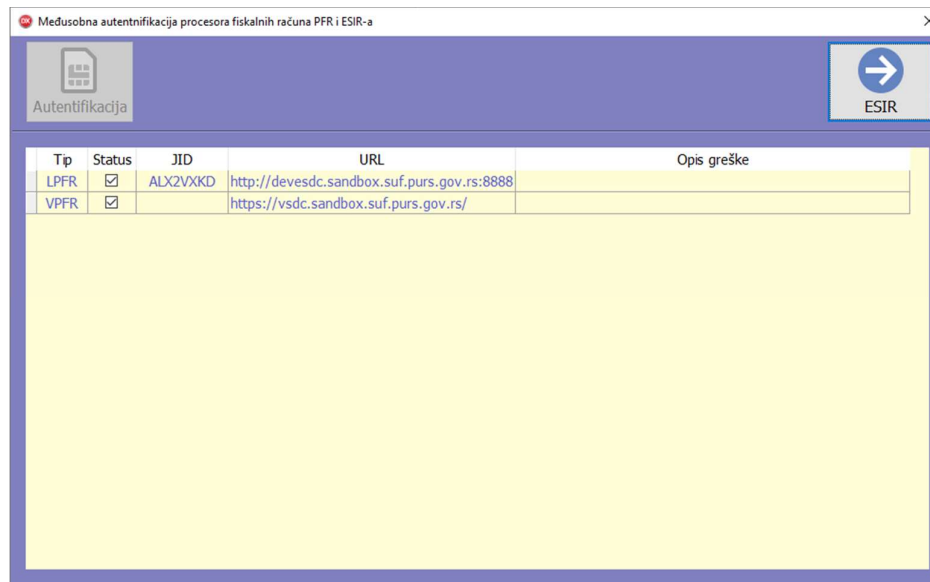 DX Međusobna autentnifikacija procesora fiskalnih računa PFR i ESIR-a
Autentifikacija
ESIR
Tip Status JID URL Opis greške
LPFR ALX2VXKD http://devesdc.sandbox.suf.purs.gov.rs:8888
VPFR https://vsdc.sandbox.suf.purs.gov.rs/